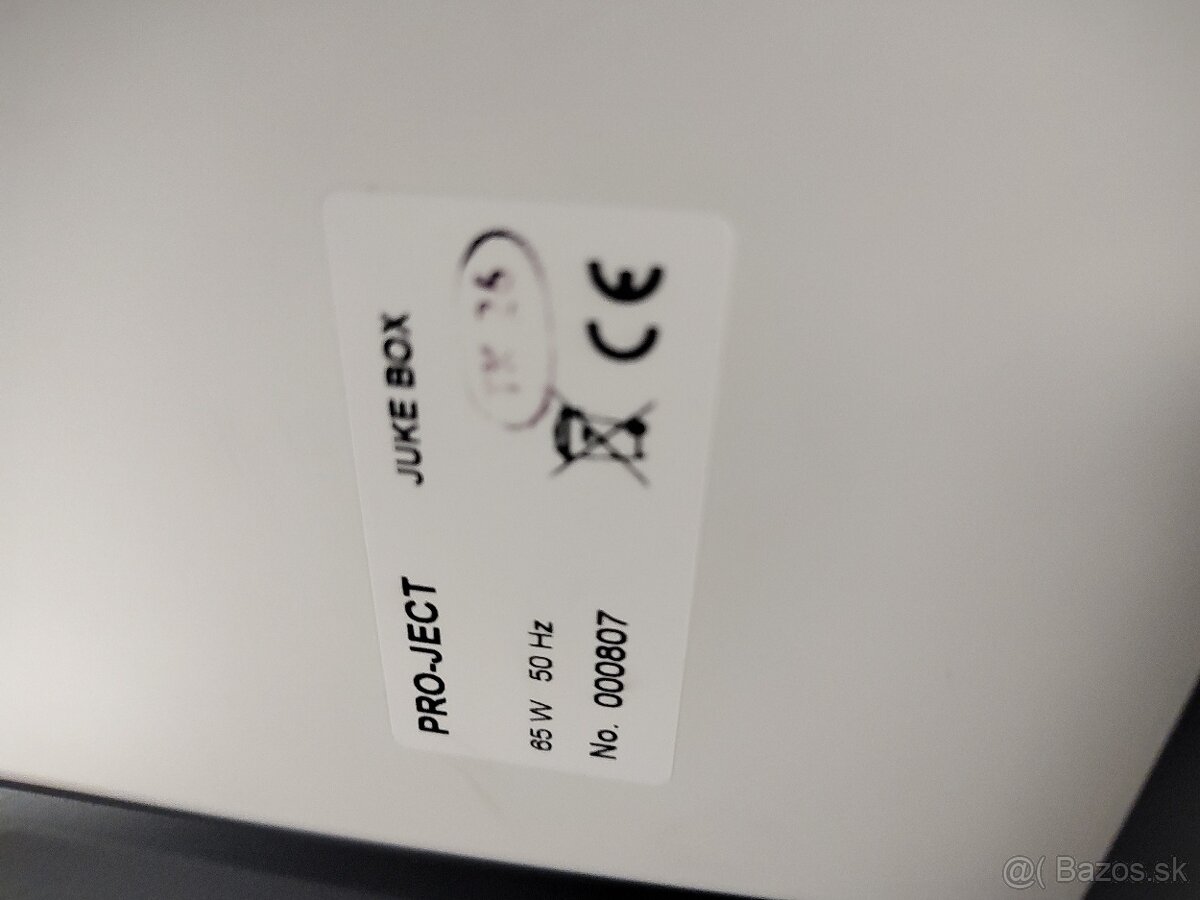 PRO-JECT JUKE BOX
65 W 50 Hz
No. 000807
CE
@( Bazos.sk